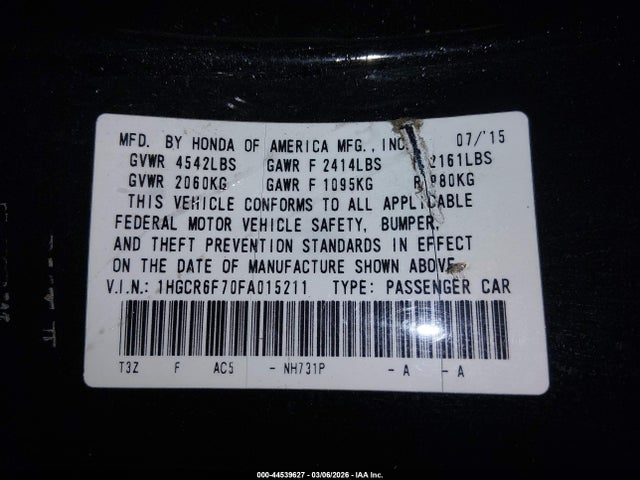 MFD. BY HONDA OF AMERICA MFG., INC. 07/'15
GVWR 4542LBS GAWR F 2414LBS 2161LBS
GVWR 2060KG GAWR F 1095KG R 980KG
THIS VEHICLE CONFORMS TO ALL APPLICABLE
FEDERAL MOTOR VEHICLE SAFETY, BUMPER,
AND THEFT PREVENTION STANDARDS IN EFFECT
ON THE DATE OF MANUFACTURE SHOWN ABOVE.
V.I.N.: 1HGCR6F70FA015211 TYPE: PASSENGER CAR
T3Z F AC5 - NH731P - A - A
000-44539627 - 03/06/2026 - IAA Inc.